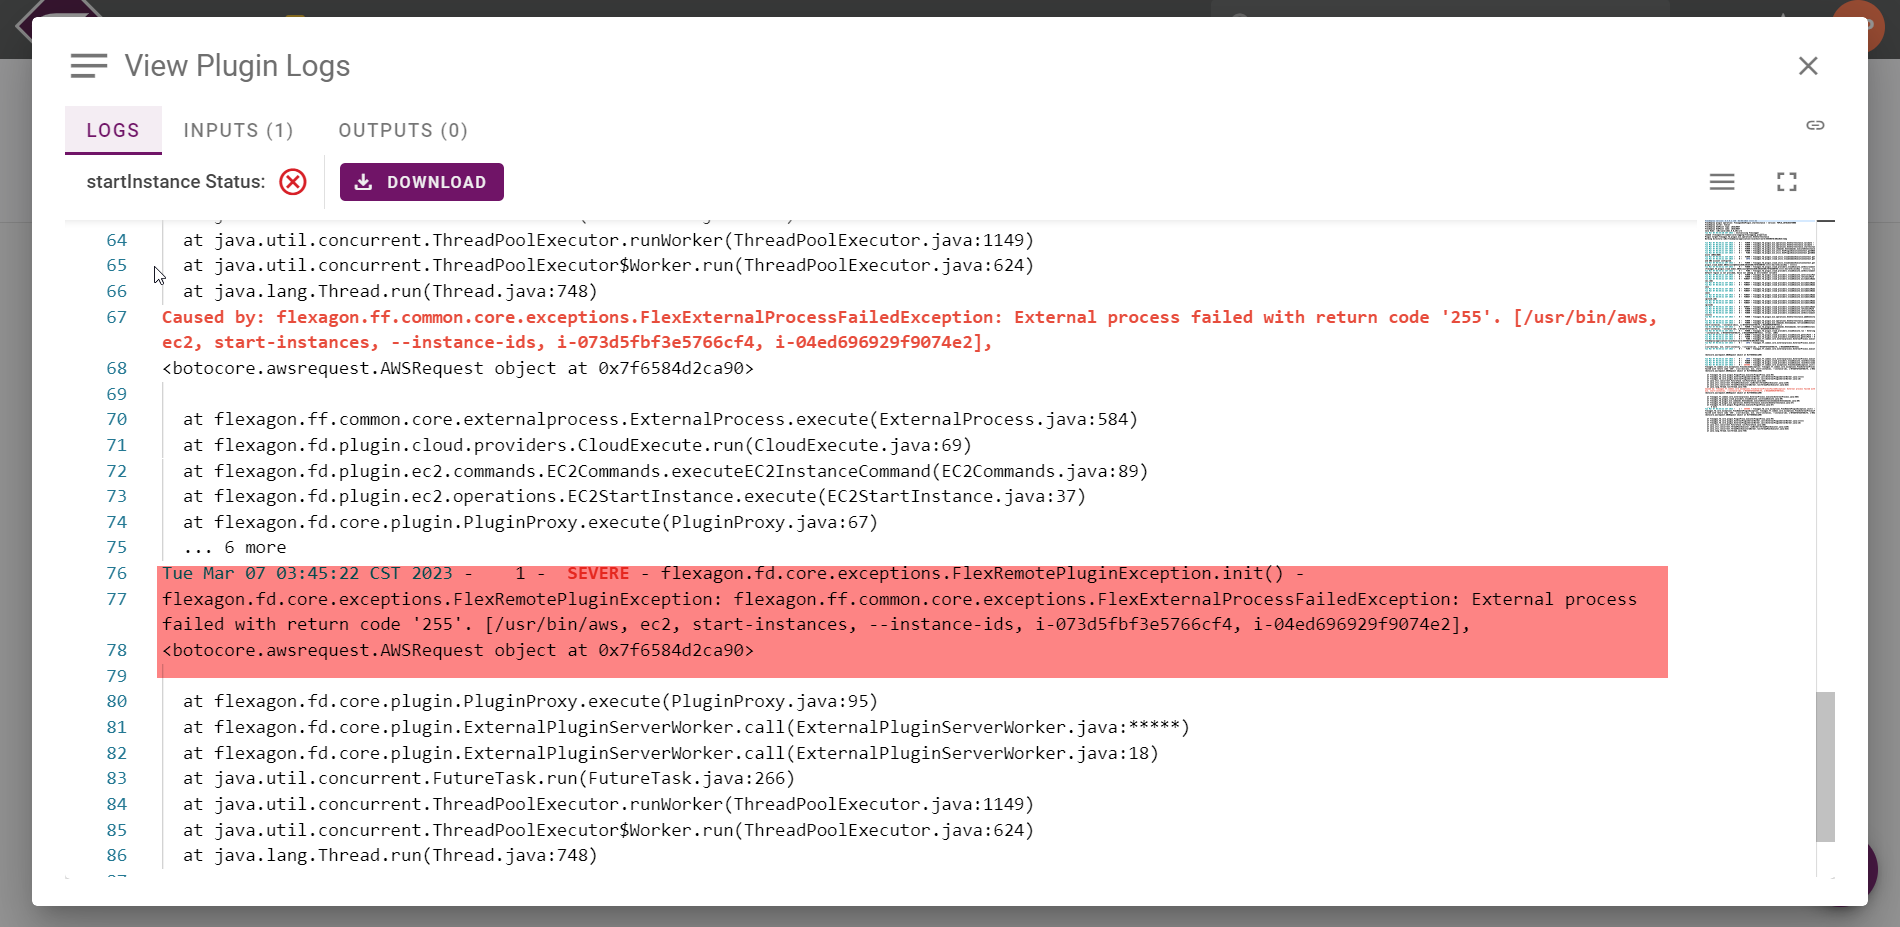 View Plugin Logs
LOGS
INPUTS (1)
OUTPUTS (0)
startInstance Status:
DOWNLOAD
64 at java.util.concurrent.ThreadPoolExecutor.runWorker(ThreadPoolExecutor.java:1149)
65 at java.util.concurrent.ThreadPoolExecutor$Worker.run(ThreadPoolExecutor.java:624)
66 at java.lang.Thread.run(Thread.java:748)
67 Caused by: flexagon.ff.common.core.exceptions.FlexExternalProcessFailedException: External process failed with return code '255'. [/usr/bin/aws,
ec2, start-instances, --instance-ids, i-073d5fbf3e5766cf4, i-04ed696929f9074e2],
68 <botocore.awsrequest.AWSRequest object at 0x7f6584d2ca90>
69
70 at flexagon.ff.common.core.externalprocess.ExternalProcess.execute(ExternalProcess.java:584)
71 at flexagon.fd.plugin.cloud.providers.CloudExecute.run(CloudExecute.java:69)
72 at flexagon.fd.plugin.ec2.commands.EC2Commands.executeEC2InstanceCommand(EC2Commands.java:89)
73 at flexagon.fd.plugin.ec2.operations.EC2StartInstance.execute(EC2StartInstance.java:37)
74 at flexagon.fd.core.plugin.PluginProxy.execute(PluginProxy.java:67)
75 ... 6 more
76 Tue Mar 07 03:45:22 CST 2023 - 1 - SEVERE - flexagon.fd.core.exceptions.FlexRemotePluginException.init() -
77 flexagon.fd.core.exceptions.FlexRemotePluginException: flexagon.ff.common.core.exceptions.FlexExternalProcessFailedException: External process
failed with return code '255'. [/usr/bin/aws, ec2, start-instances, --instance-ids, i-073d5fbf3e5766cf4, i-04ed696929f9074e2],
78 <botocore.awsrequest.AWSRequest object at 0x7f6584d2ca90>
79
80 at flexagon.fd.core.plugin.PluginProxy.execute(PluginProxy.java:95)
81 at flexagon.fd.core.plugin.ExternalPluginServerWorker.call(ExternalPluginServerWorker.java:*****)
82 at flexagon.fd.core.plugin.ExternalPluginServerWorker.call(ExternalPluginServerWorker.java:18)
83 at java.util.concurrent.FutureTask.run(FutureTask.java:266)
84 at java.util.concurrent.ThreadPoolExecutor.runWorker(ThreadPoolExecutor.java:1149)
85 at java.util.concurrent.ThreadPoolExecutor$Worker.run(ThreadPoolExecutor.java:624)
86 at java.lang.Thread.run(Thread.java:748)